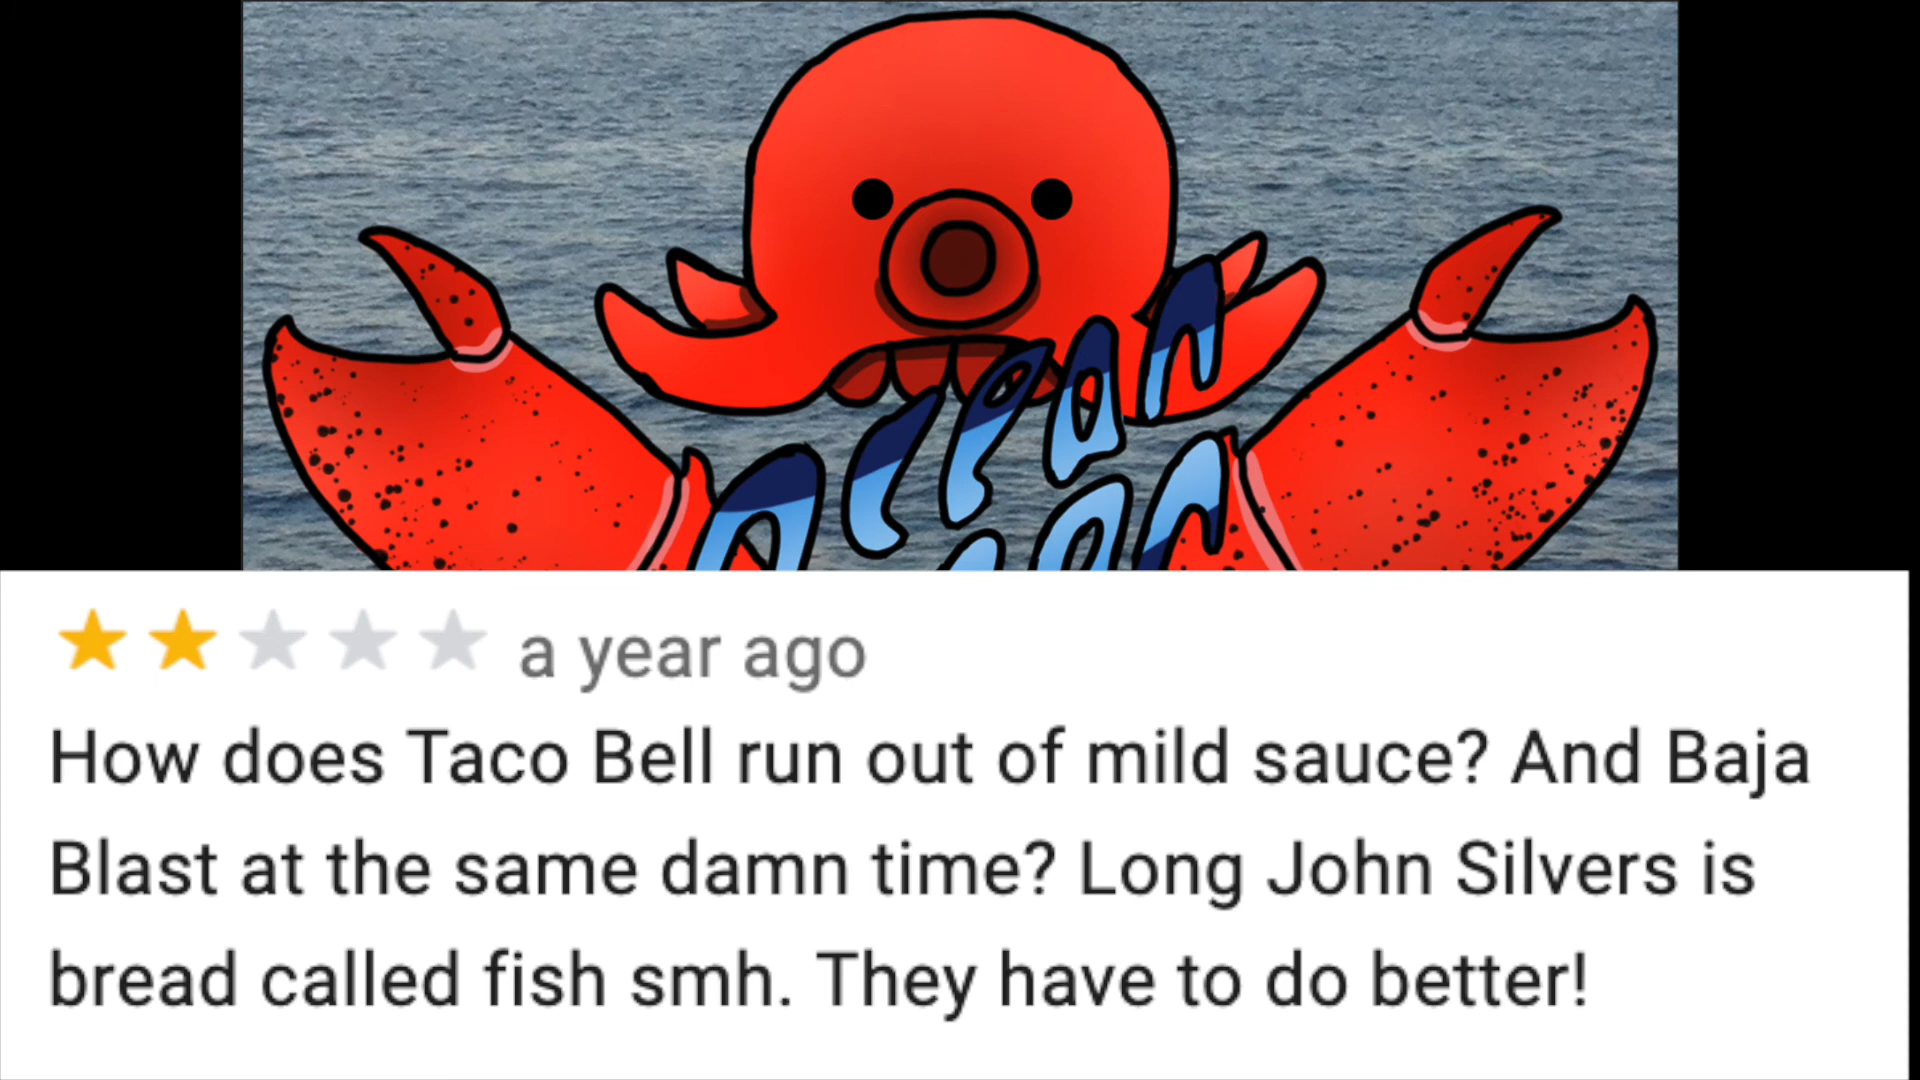 ocean
a year ago
How does Taco Bell run out of mild sauce? And Baja
Blast at the same damn time? Long John Silvers is
bread called fish smh. They have to do better!